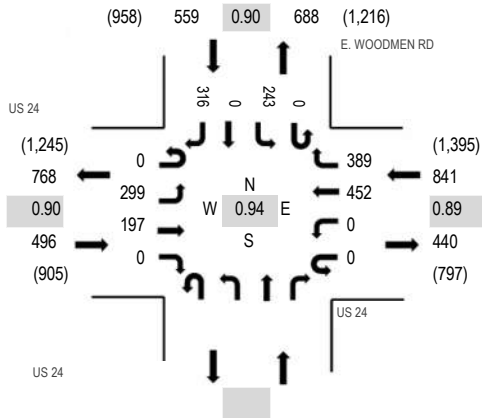 (958) 559 0.90 688 (1,216)
E. WOODMEN RD
316 0 243 0
US 24
(1,245) (1,395)
0 389
768 841
299 N 452
0.90 W 0.94 E 0.89
197 0
496 S 440
0 0
(905) (797)
US 24
US 24